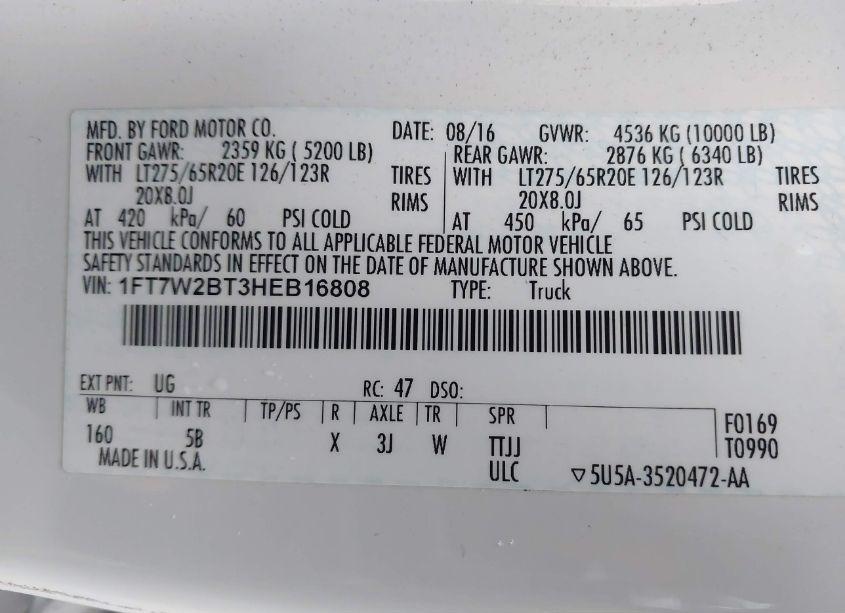 MFD. BY FORD MOTOR CO. DATE: 08/16 GVWR: 4536 KG (10000 LB)
FRONT GAWR: 2359 KG ( 5200 LB) REAR GAWR: 2876 KG ( 6340 LB)
WITH LT275/65R20E 126/123R TIRES WITH LT275/65R20E 126/123R TIRES
20X8.0J RIMS 20X8.0J RIMS
AT 420 kPa/ 60 PSI COLD AT 450 kPa/ 65 PSI COLD
THIS VEHICLE CONFORMS TO ALL APPLICABLE FEDERAL MOTOR VEHICLE
SAFETY STANDARDS IN EFFECT ON THE DATE OF MANUFACTURE SHOWN ABOVE.
VIN: 1FT7W2BT3HEB16808 TYPE: Truck
EXT PNT: UG RC: 47 DSO:
WB INT TR TP/PS R AXLE TR SPR F0169
160 5B X 3J W TTJJ T0990
MADE IN U.S.A. ULC ▽5U5A-3520472-AA